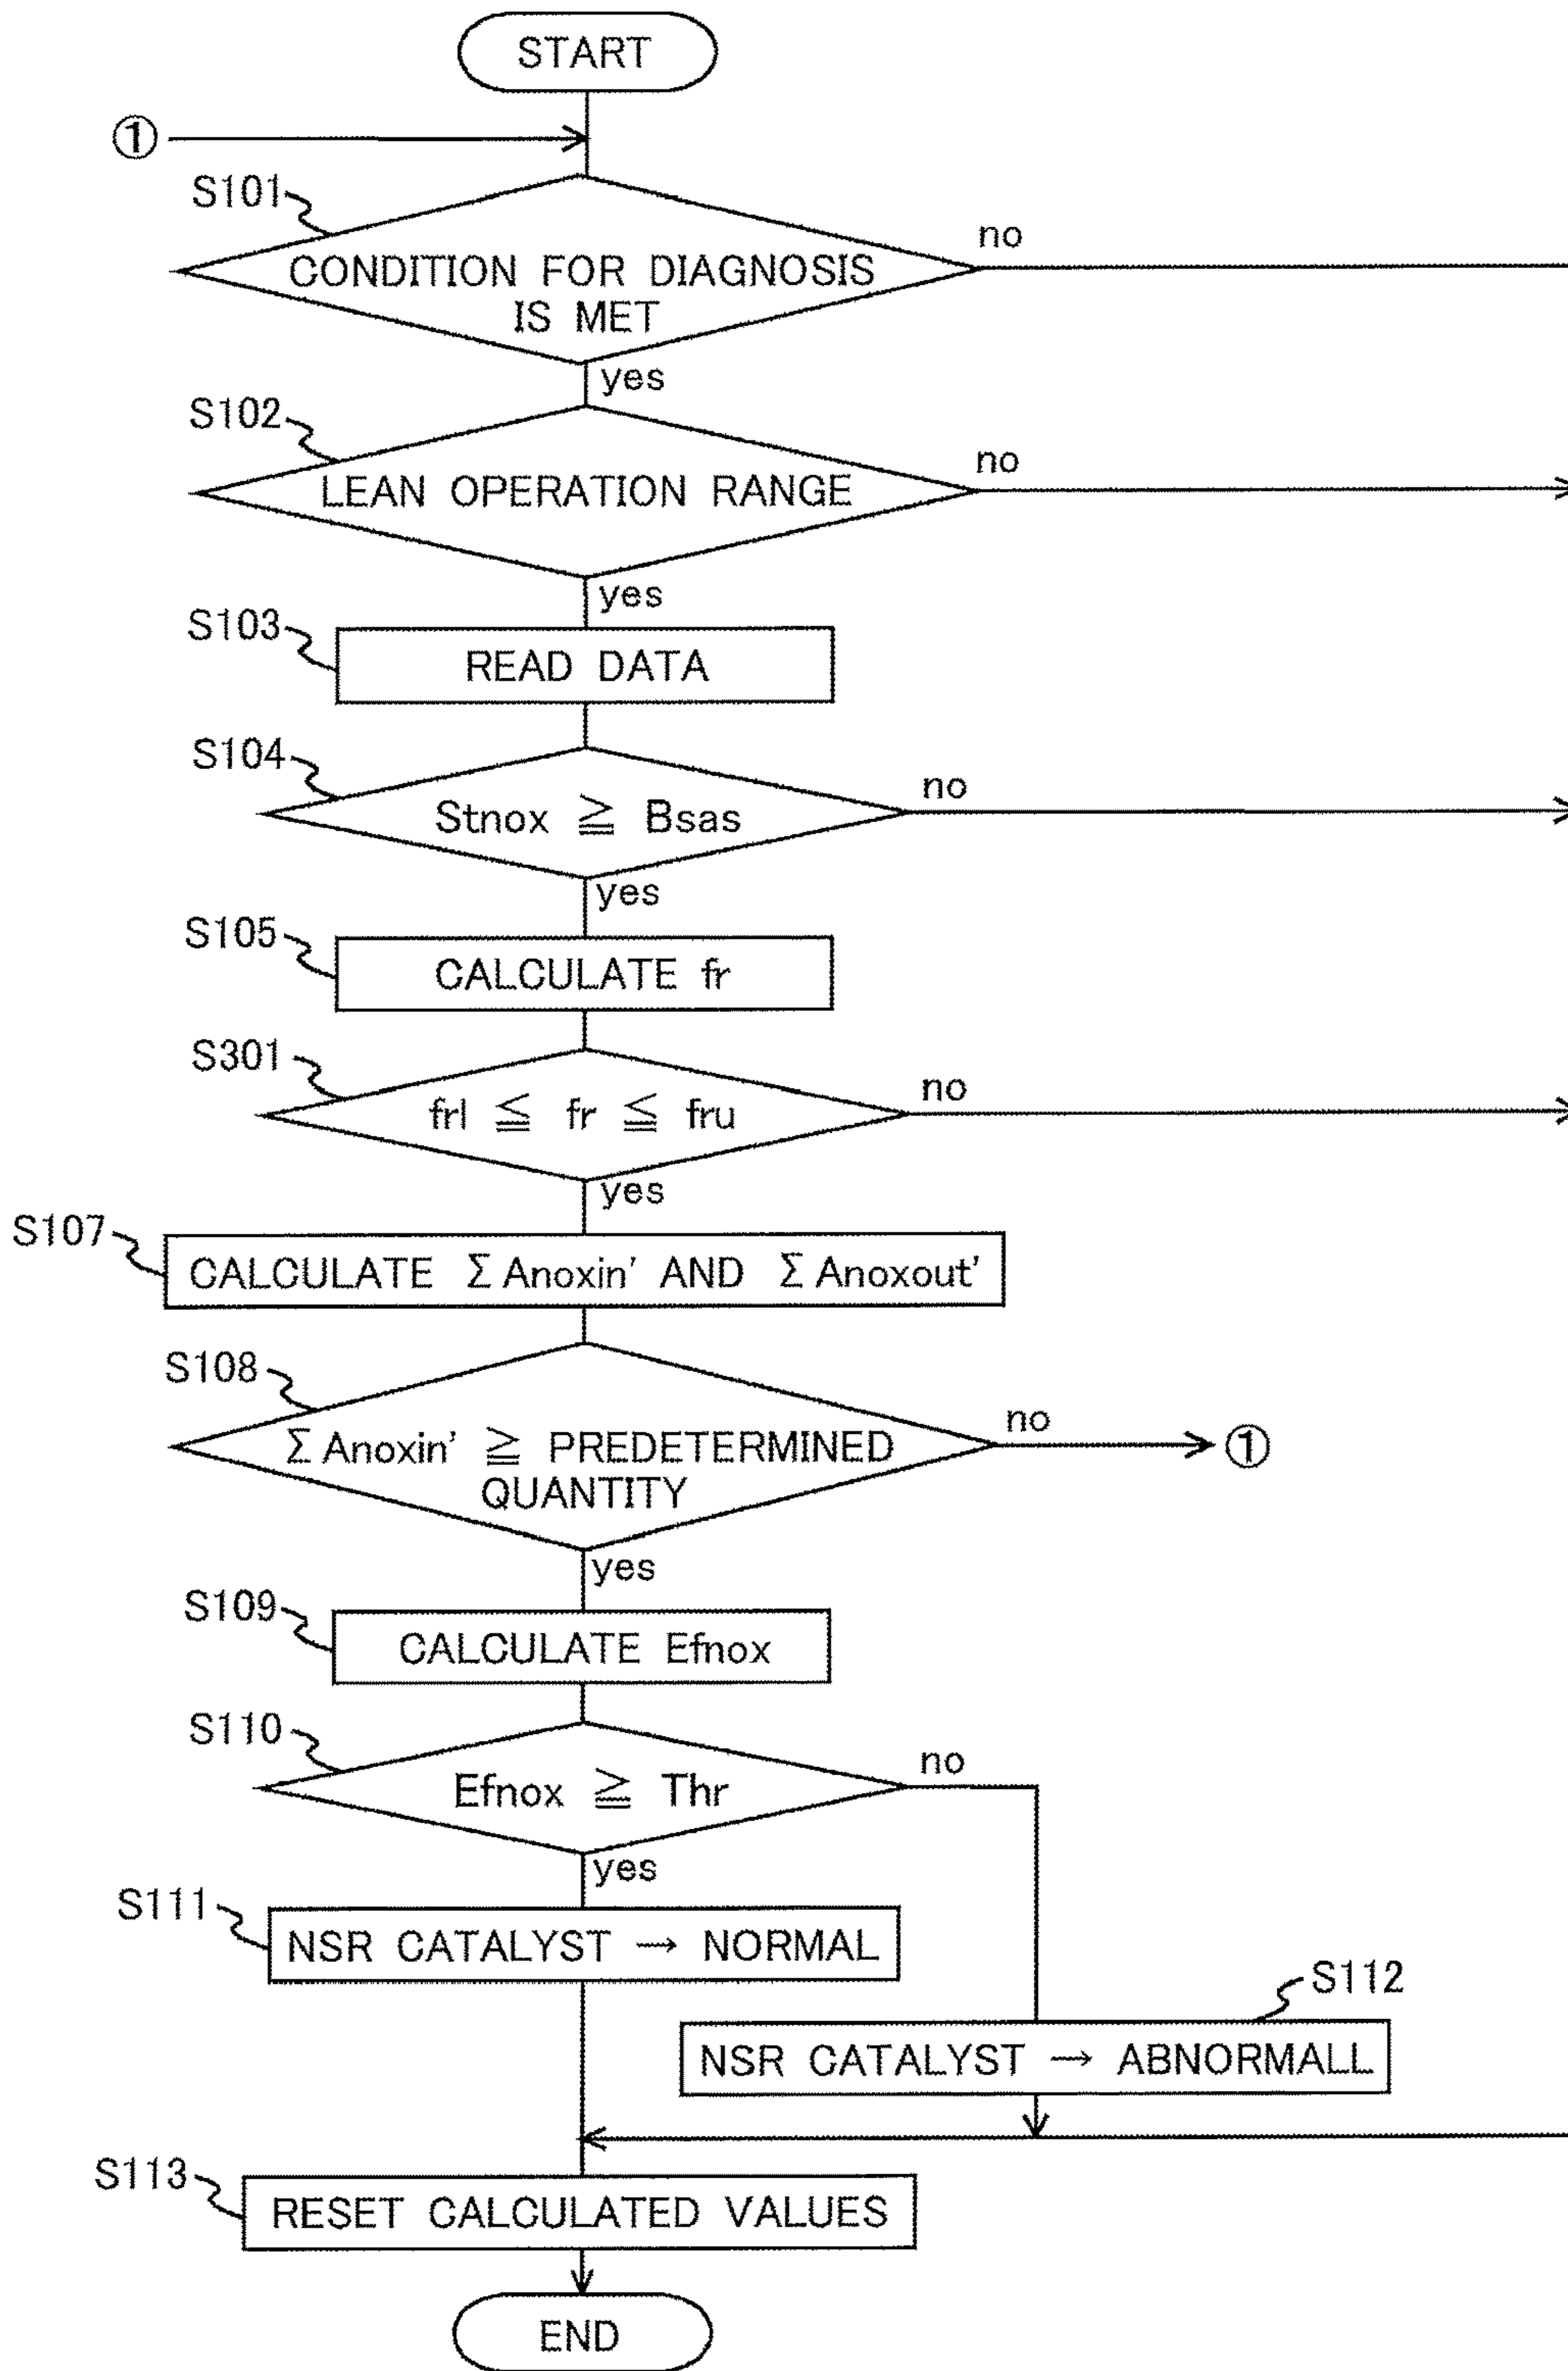 START
①
S101
no
CONDITION FOR DIAGNOSIS
IS MET
yes
S102
no
LEAN OPERATION RANGE
yes
S103
READ DATA
S104
no
Stnox ≧ Bsas
yes
S105
CALCULATE fr
S301
no
frl ≦ fr ≦ fru
yes
S107
CALCULATE ΣAnoxin' AND ΣAnoxout'
S108
no
①
ΣAnoxin' ≧ PREDETERMINED
QUANTITY
yes
S109
CALCULATE Efnox
S110
no
Efnox ≧ Thr
yes
S111
NSR CATALYST → NORMAL
S112
NSR CATALYST → ABNORMALL
S113
RESET CALCULATED VALUES
END